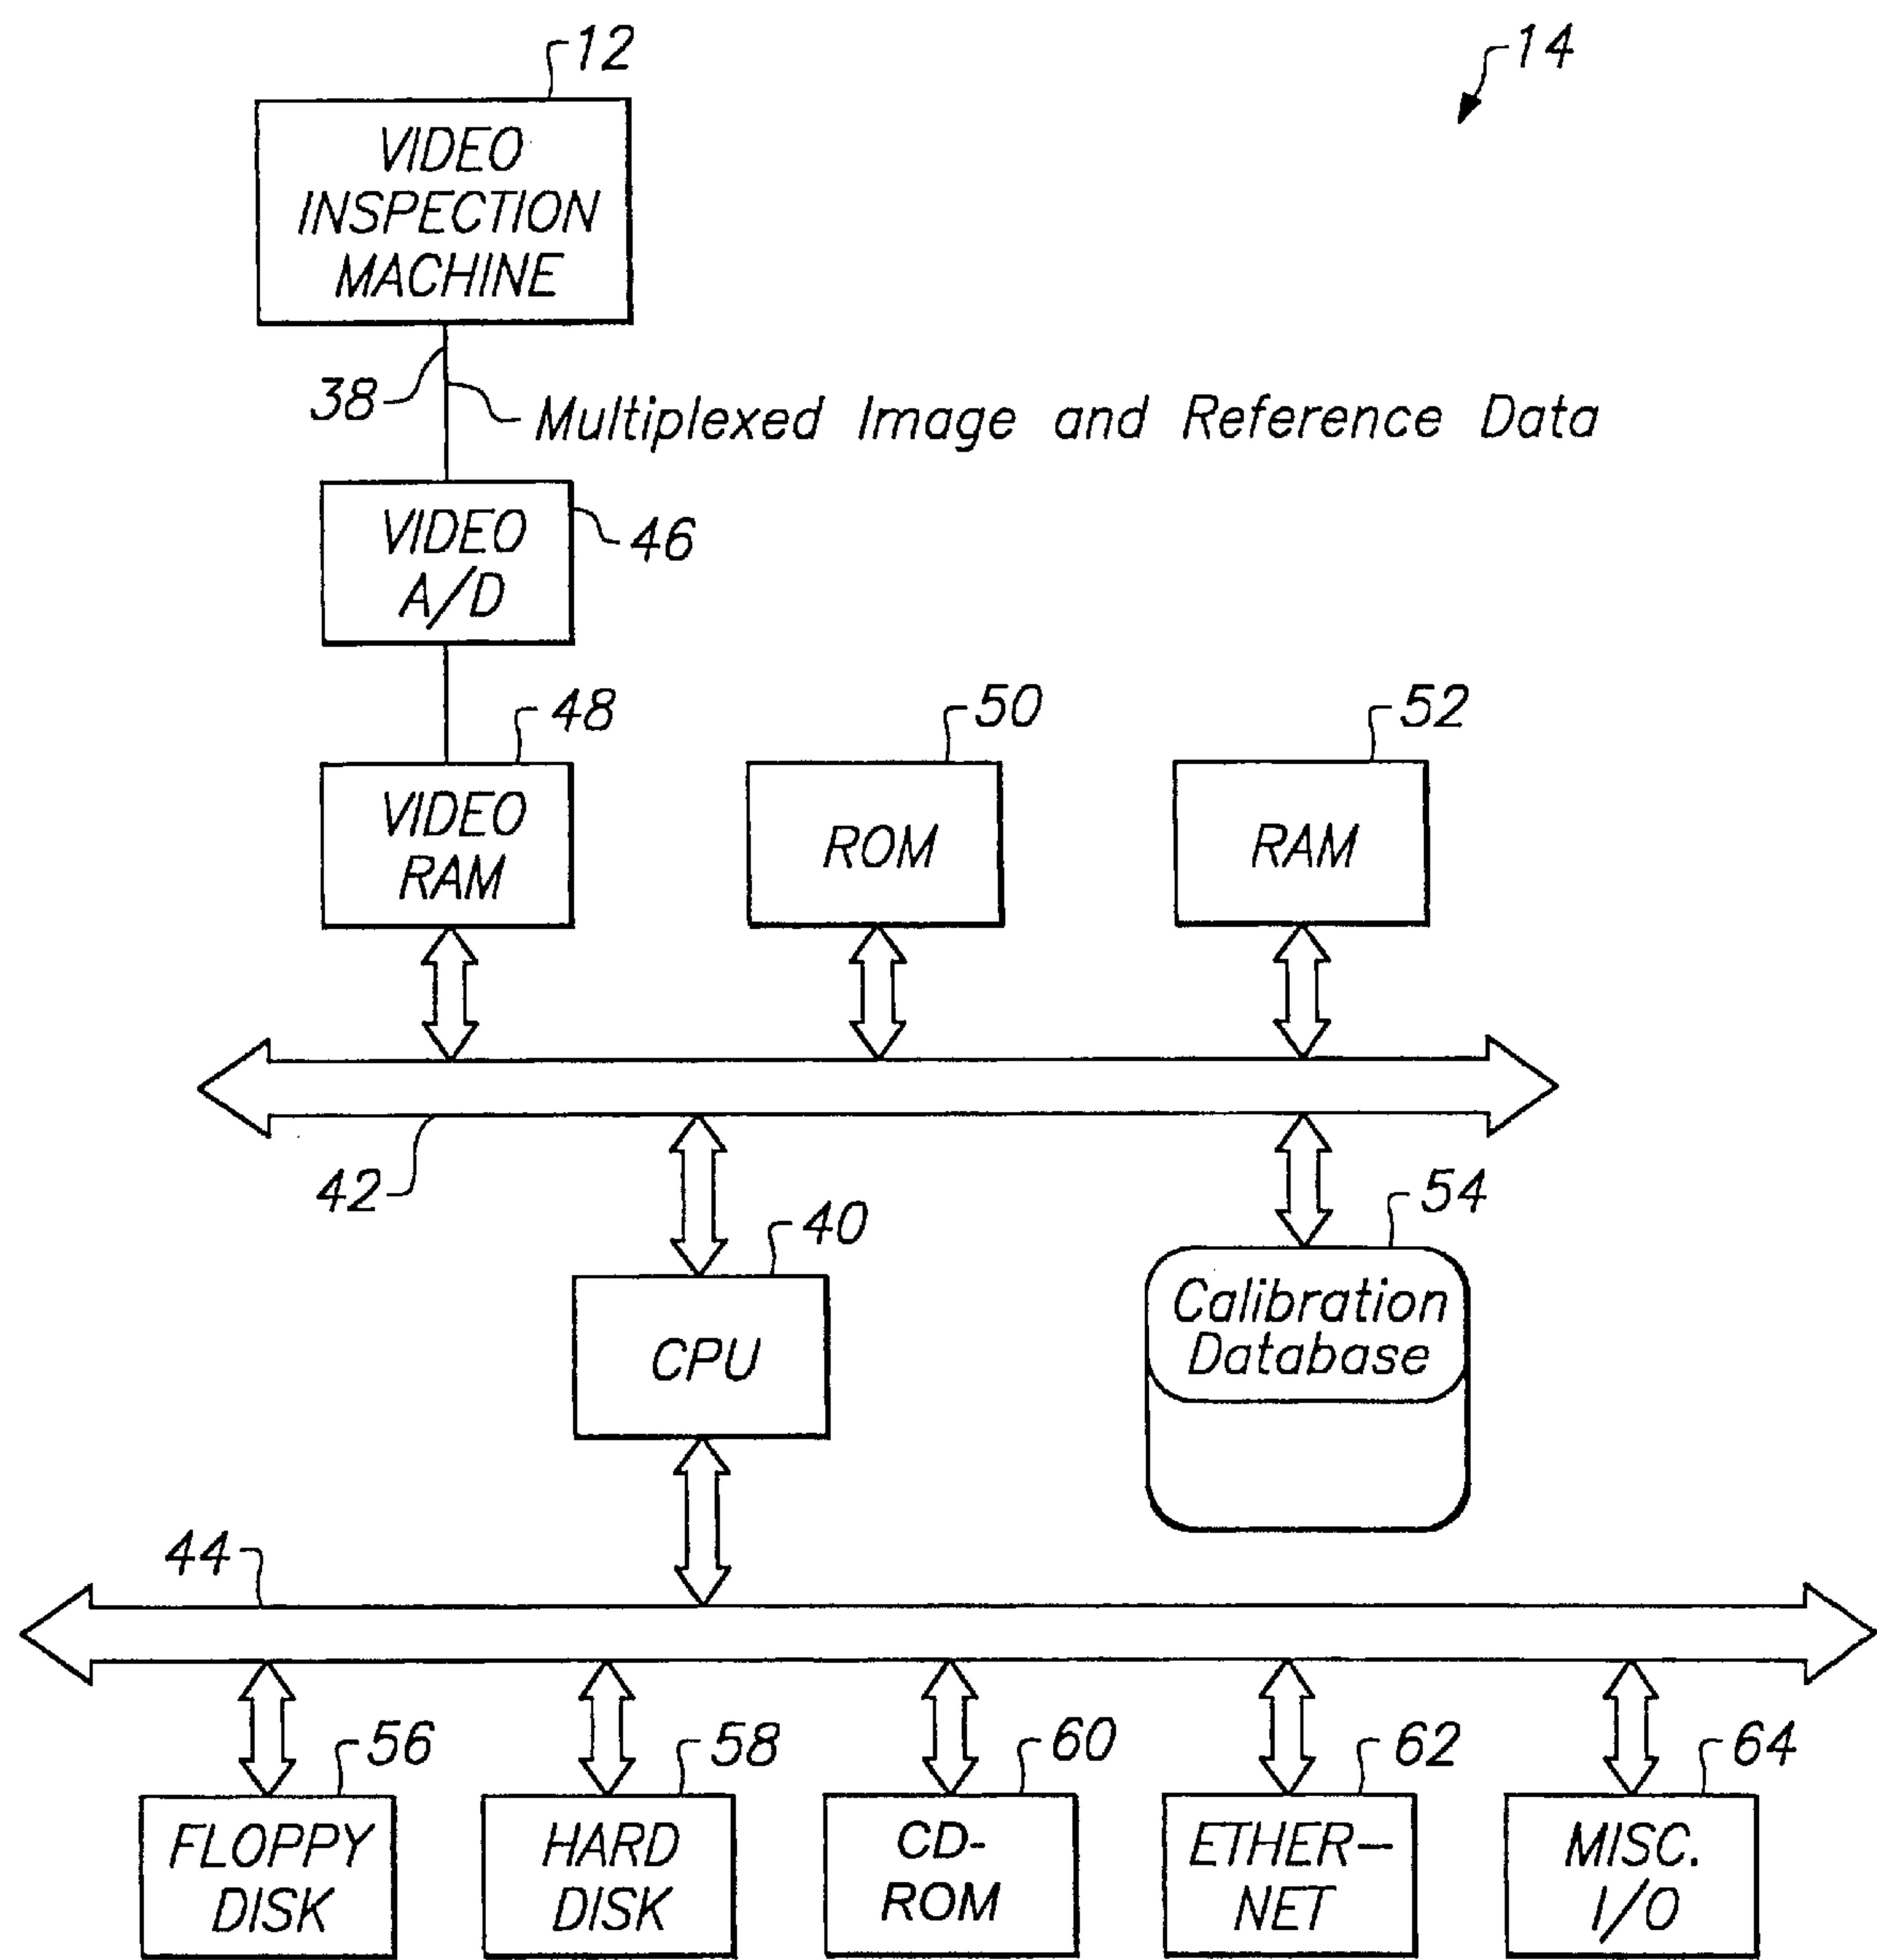 12
14
VIDEO
INSPECTION
MACHINE
38
Multiplexed Image and Reference Data
VIDEO
A/D
46
48
50
52
VIDEO
RAM
ROM
RAM
42
40
54
CPU
Calibration
Database
44
56
58
60
62
64
FLOPPY
DISK
HARD
DISK
CD-
ROM
ETHER-
NET
MISC.
I/O